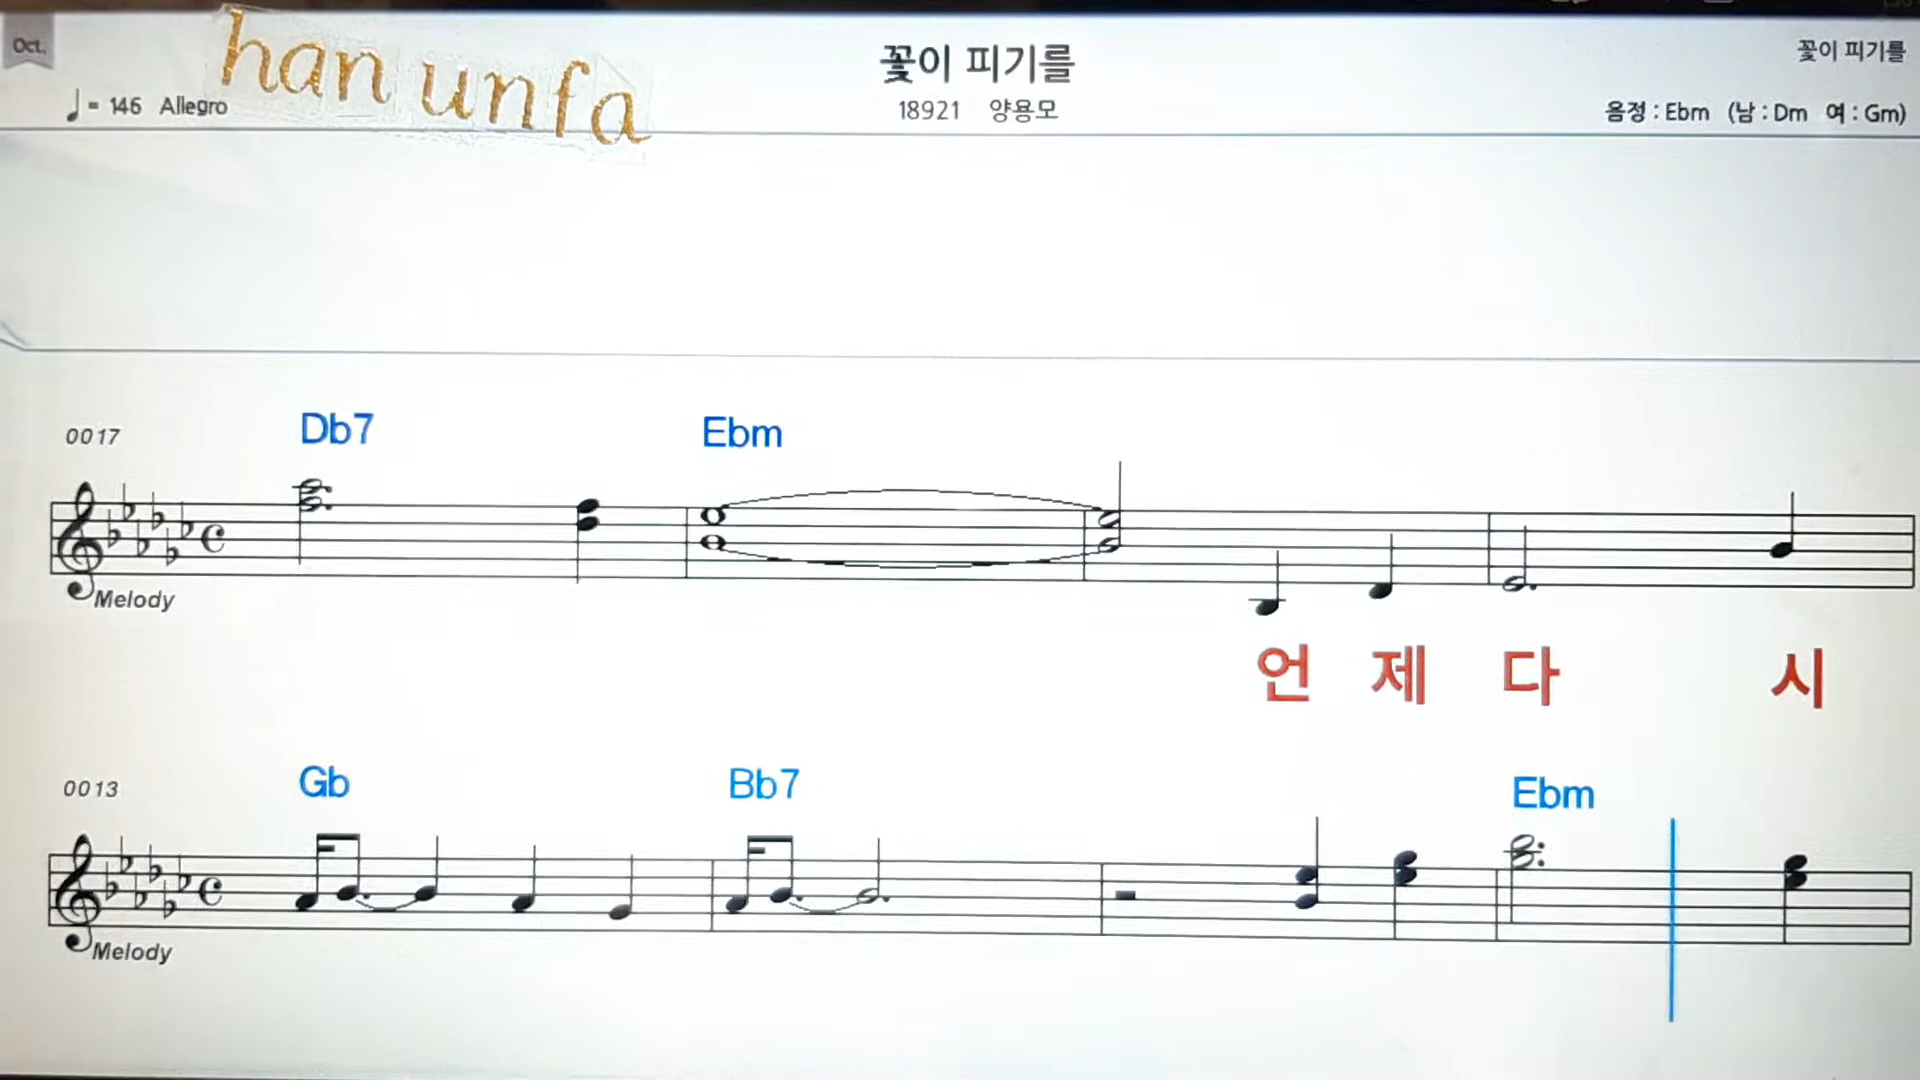 Oct.
han unfa
♩= 146 Allegro
꽃이 피기를
18921 양용모
꽃이 피기를
음정 : Ebm (남 : Dm 여 : Gm)
0017
Db7 Ebm
Melody
언 제 다 시
0013
Gb Bb7 Ebm
Melody